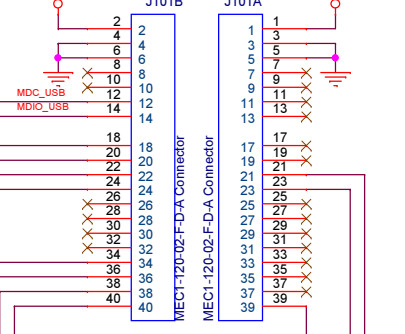 J101B J101A
2 2 1 1
4 4 3 3
6 6 5 5
8 8 7 7
10 10 9 9
MDC_USB 12 12 11 11
MDIO_USB 14 14 13 13
18 18 17 17
20 20 19 19
22 22 21 21
24 24 23 23
26 26 25 25
28 28 27 27
30 30 29 29
32 32 31 31
34 34 33 33
36 36 35 35
38 38 37 37
40 40 39 39
MEC1-120-02-F-D-A Connector
MEC1-120-02-F-D-A Connector